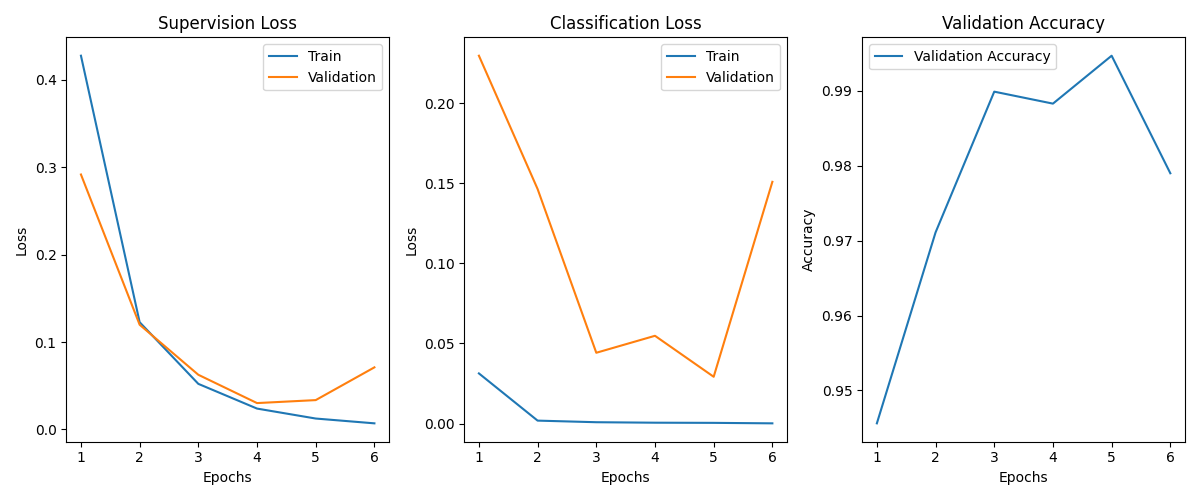 Supervision Loss
Train
Validation
0.4
0.3
0.2
0.1
0.0
Loss
1 2 3 4 5 6
Epochs
Classification Loss
Train
Validation
0.20
0.15
0.10
0.05
0.00
Loss
1 2 3 4 5 6
Epochs
Validation Accuracy
Validation Accuracy
0.99
0.98
0.97
0.96
0.95
Accuracy
1 2 3 4 5 6
Epochs